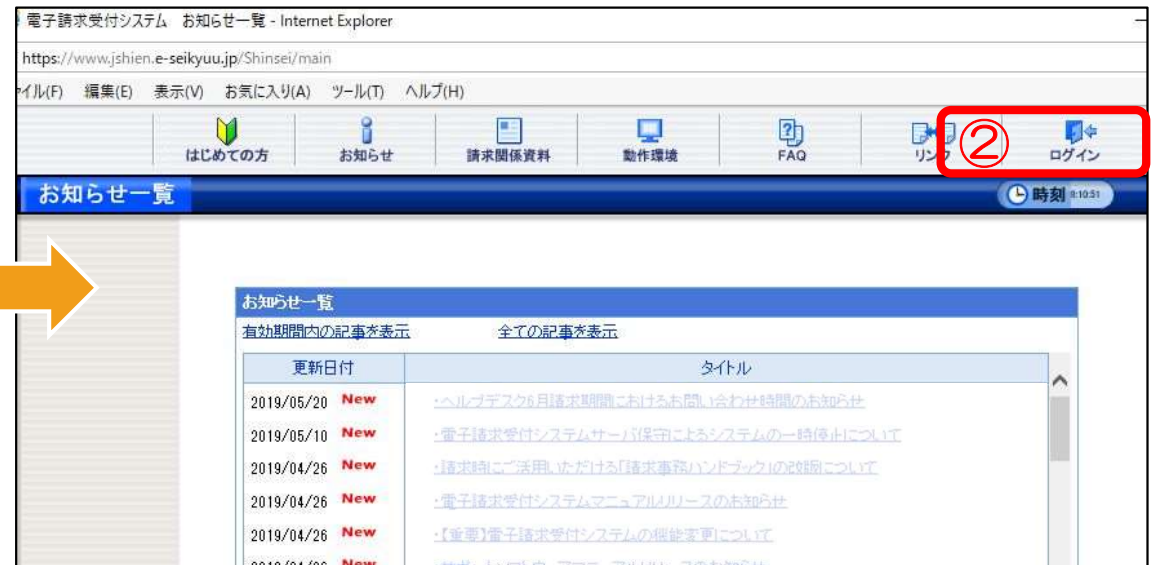 電子請求受付システム　お知らせ一覧 - Internet Explorer
https://www.jshien.e-seikyuu.jp/Shinsei/main
イル(F) 編集(E) 表示(V) お気に入り(A) ツール(T) ヘルプ(H)
はじめての方 お知らせ 請求関係資料 動作環境 FAQ ② ログイン
お知らせ一覧 時刻
お知らせ一覧
有効期間内の記事を表示 全ての記事を表示
更新日付 タイトル
2019/05/20 New ・ヘルプデスク6月請求期間におけるお問い合わせ時間のお知らせ
2019/05/10 New ・電子請求受付システムサーバ保守によるシステムの一時停止について
2019/04/26 New ・請求時にご活用いただける「請求事務ハンドブック」の改版について
2019/04/26 New ・電子請求受付システムマニュアルリリースのお知らせ
2019/04/26 New ・【重要】電子請求受付システムの機能変更について
New